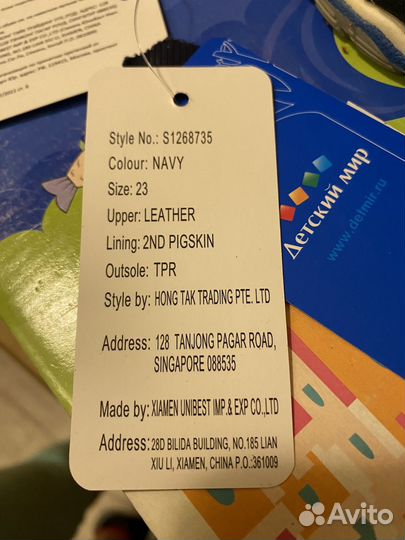 Style No.: S1268735
Colour: NAVY
Size: 23
Upper: LEATHER
Lining: 2ND PIGSKIN
Outsole: TPR
Style by: HONG TAK TRADING PTE. LTD
Address: 128 TANJONG PAGAR ROAD,
SINGAPORE 088535
Made by: XIAMEN UNIBEST IMP.& EXP CO.,LTD
Address: 28D BILIDA BUILDING, NO.185 LIAN
XIU LI, XIAMEN, CHINA P.O.:361009
Детский мир
www.detmir.ru
Avito